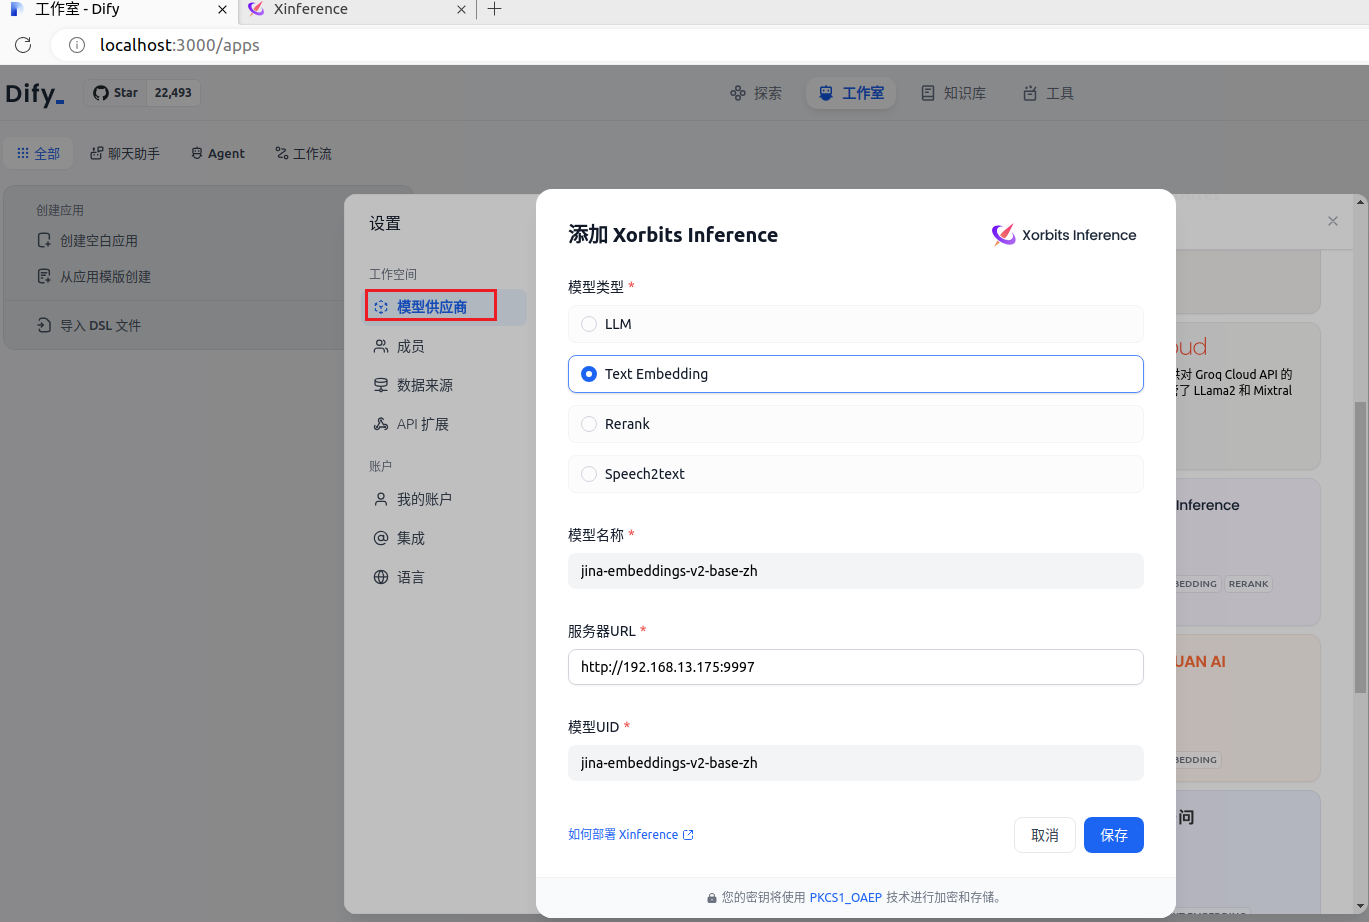 工作室 - Dify
Xinference
localhost:3000/apps
Dify_
Star 22,493
探索
工作室
知识库
工具
全部
聊天助手
Agent
工作流
创建应用
创建空白应用
从应用模版创建
导入 DSL 文件
设置
工作空间
模型供应商
成员
数据来源
API 扩展
账户
我的账户
集成
语言
添加 Xorbits Inference
Xorbits Inference
模型类型 *
LLM
Text Embedding
Rerank
Speech2text
模型名称 *
jina-embeddings-v2-base-zh
服务器URL *
http://192.168.13.175:9997
模型UID *
jina-embeddings-v2-base-zh
如何部署 Xinference
取消
保存
您的密钥将使用 PKCS1_OAEP 技术进行加密和存储。
oud
对 Groq Cloud API 的
了 LLama2 和 Mixtral
Inference
BEDDING
RERANK
UAN AI
BEDDING
问